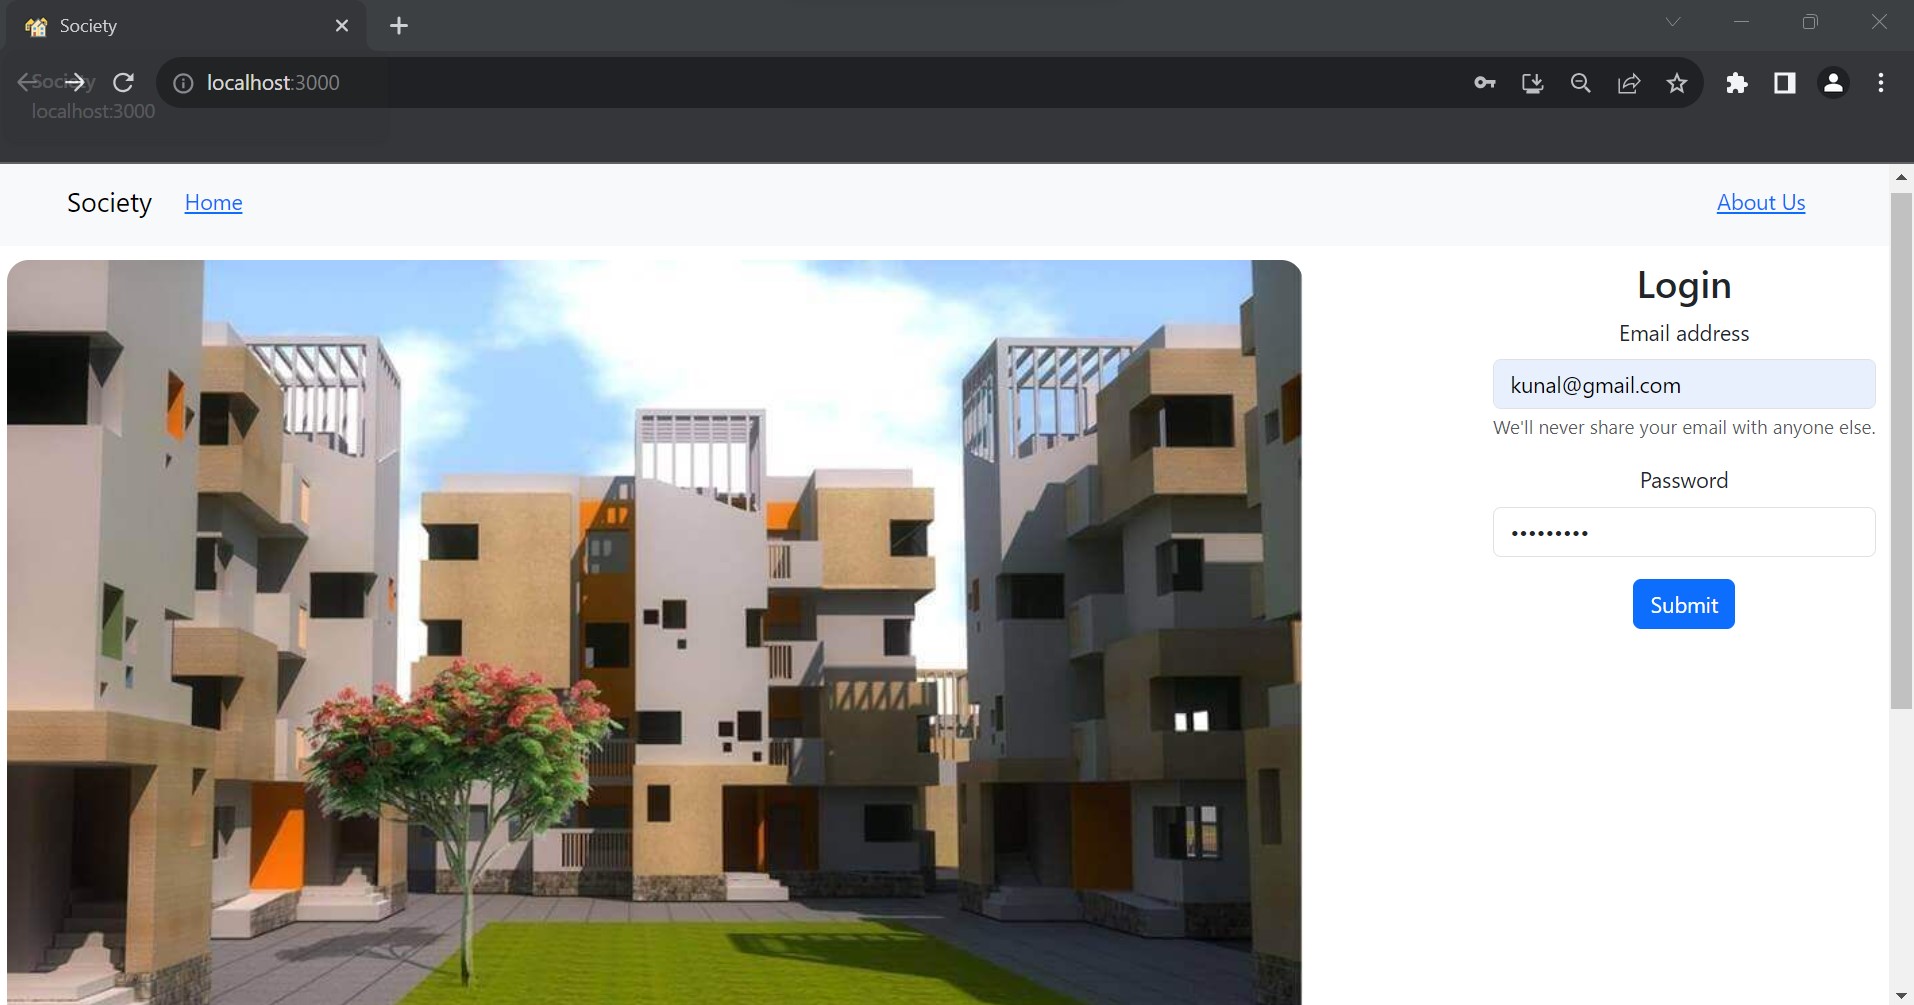 Society
localhost:3000
Society
localhost:3000
Society Home About Us
Login
Email address
kunal@gmail.com
We'll never share your email with anyone else.
Password
•••••••••
Submit